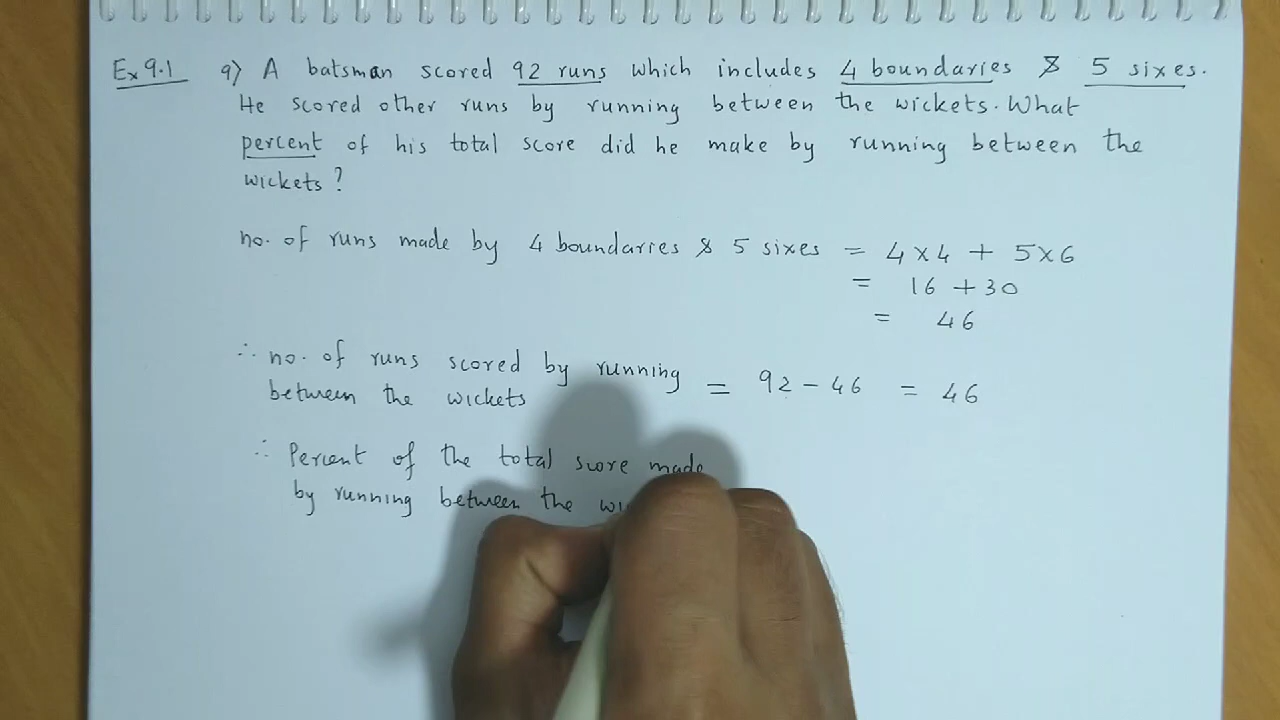 Ex 9.1 9) A batsman scored 92 runs which includes 4 boundaries & 5 sixes.
He scored other runs by running between the wickets. What
percent of his total score did he make by running between the
wickets?
no. of runs made by 4 boundaries & 5 sixes = 4×4 + 5×6
= 16 + 30
= 46
∴ no. of runs scored by running
between the wickets = 92 – 46 = 46
∴ Percent of the total score made
by running between the